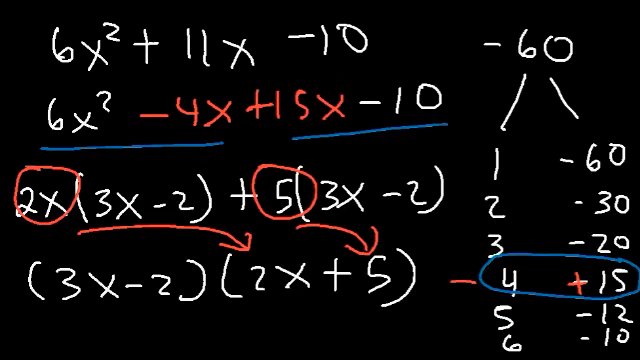 6x² + 11x - 10
6x² - 4x + 15x - 10
2x(3x - 2) + 5(3x - 2)
(3x - 2)(2x + 5)
-60
1 -60
2 -30
3 -20
- 4 + 15
5 -12
6 -10